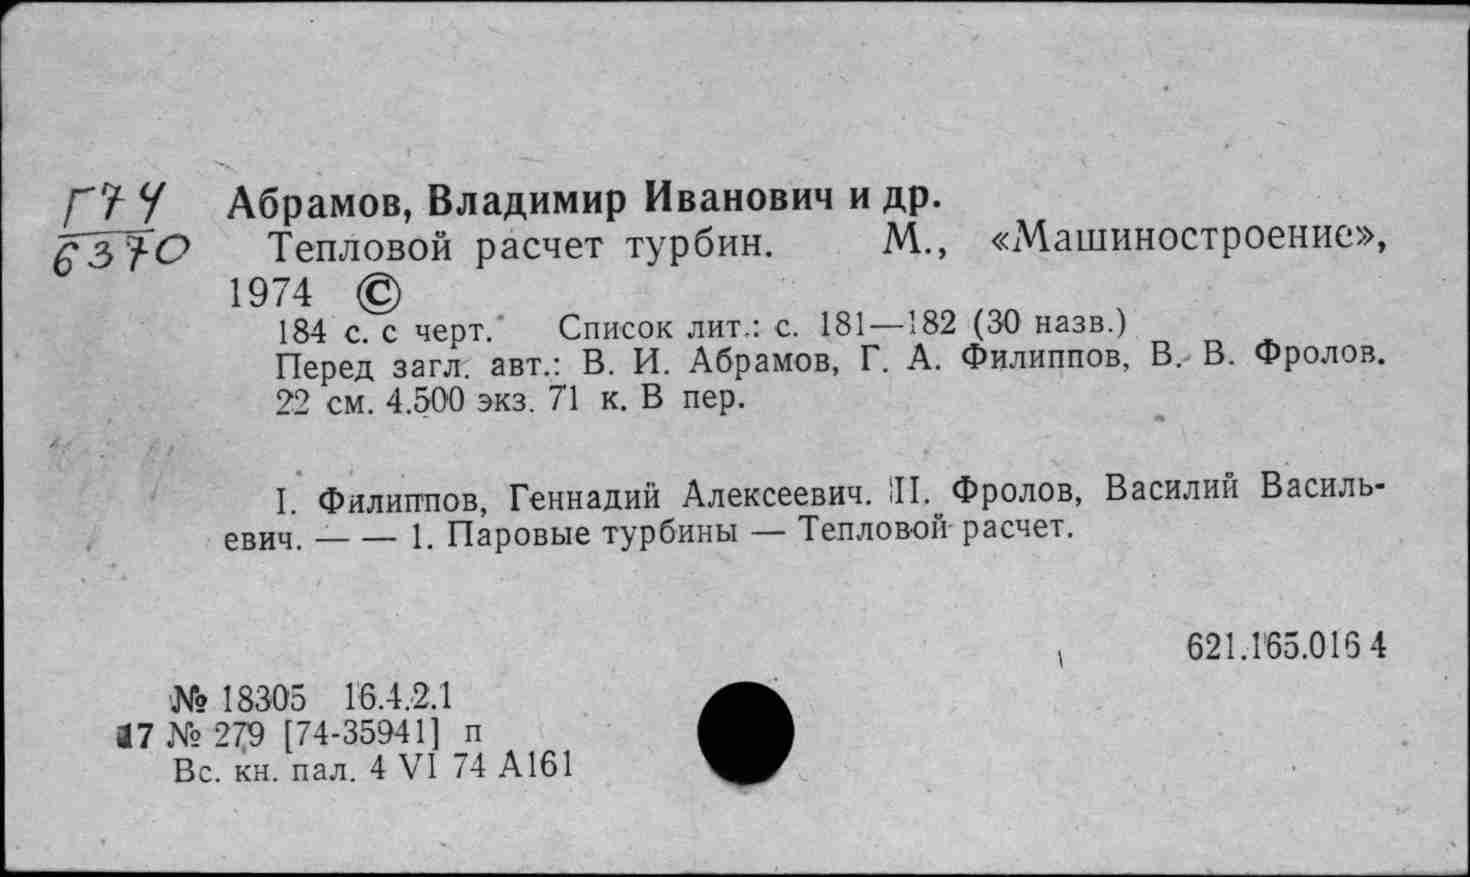 Г74 Абрамов, Владимир Иванович и др.
6370 Тепловой расчет турбин. М., «Машиностроение»,
1974 ©
184 с. с черт. Список лит.: с. 181—182 (30 назв.)
Перед загл. авт.: В. И. Абрамов, Г. А. Филиппов, В. В. Фролов.
22 см. 4.500 экз. 71 к. В пер.
I. Филиппов, Геннадий Алексеевич. II. Фролов, Василий Василь-
евич. — — 1. Паровые турбины — Тепловой расчет.
621.165.016 4
№ 18305 16.4.2.1
17 № 279 [74-35941] п
Вс. кн. пал. 4 VI 74 А161